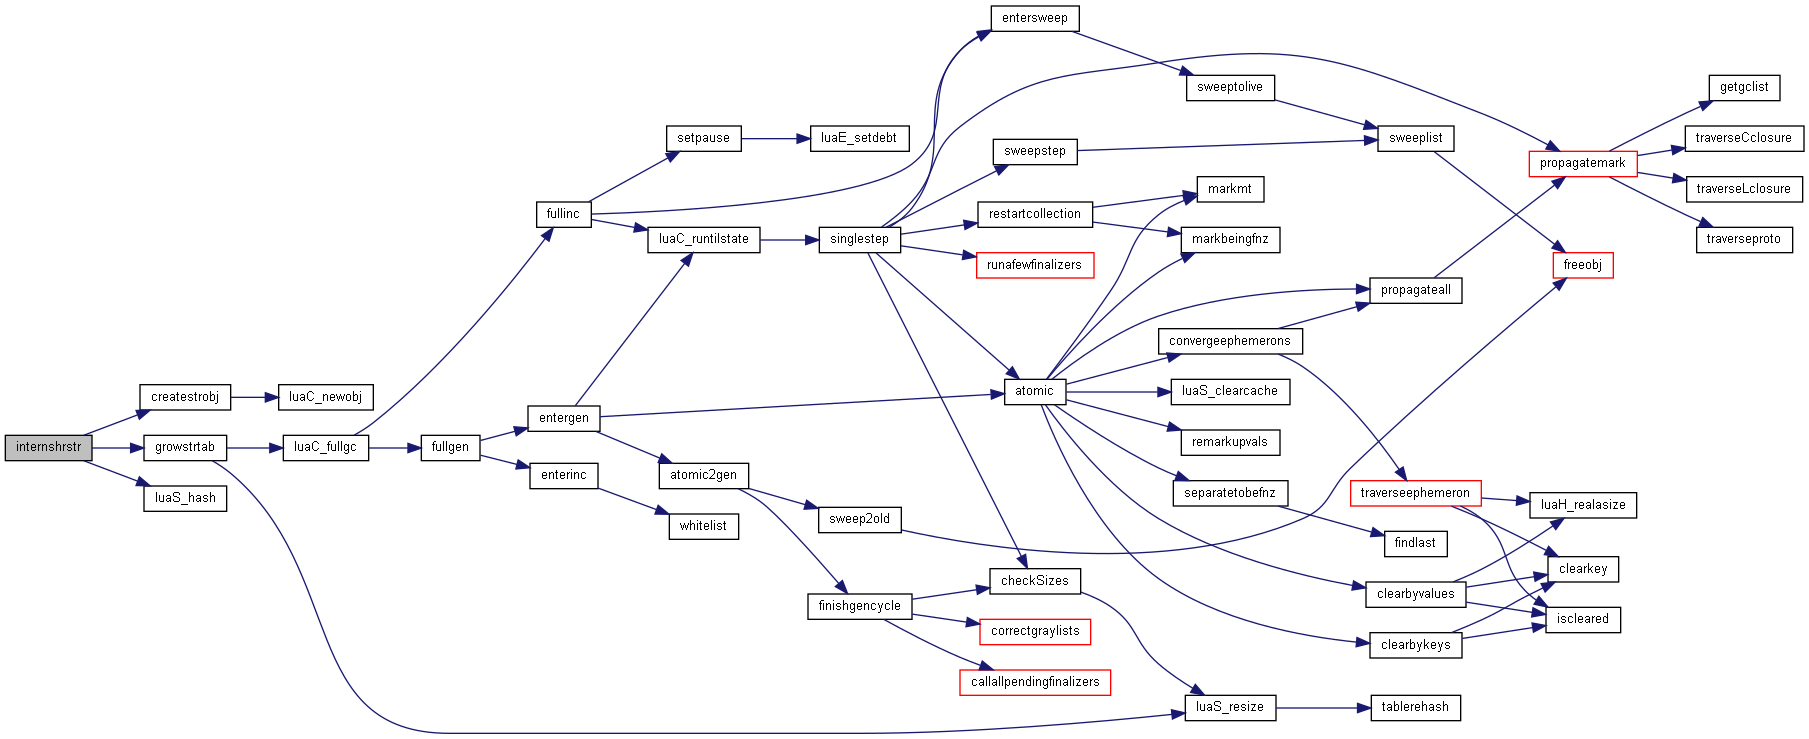 entersweep
sweeptolive
getgclist
setpause
luaE_setdebt
sweepstep
sweeplist
traverseCclosure
propagatemark
markmt
traverseLclosure
fullinc
restartcollection
luaC_runtilstate
singlestep
markbeingfnz
traverseproto
runafewfinalizers
freeobj
propagateall
convergeephemerons
createstrobj
luaC_newobj
atomic
luaS_clearcache
entergen
internshrstr
growstrtab
luaC_fullgc
fullgen
remarkupvals
enterinc
atomic2gen
luaS_hash
separatetobefnz
traverseephemeron
luaH_realasize
whitelist
sweep2old
findlast
clearkey
checkSizes
finishgencycle
clearbyvalues
iscleared
correctgraylists
clearbykeys
callallpendingfinalizers
luaS_resize
tablerehash